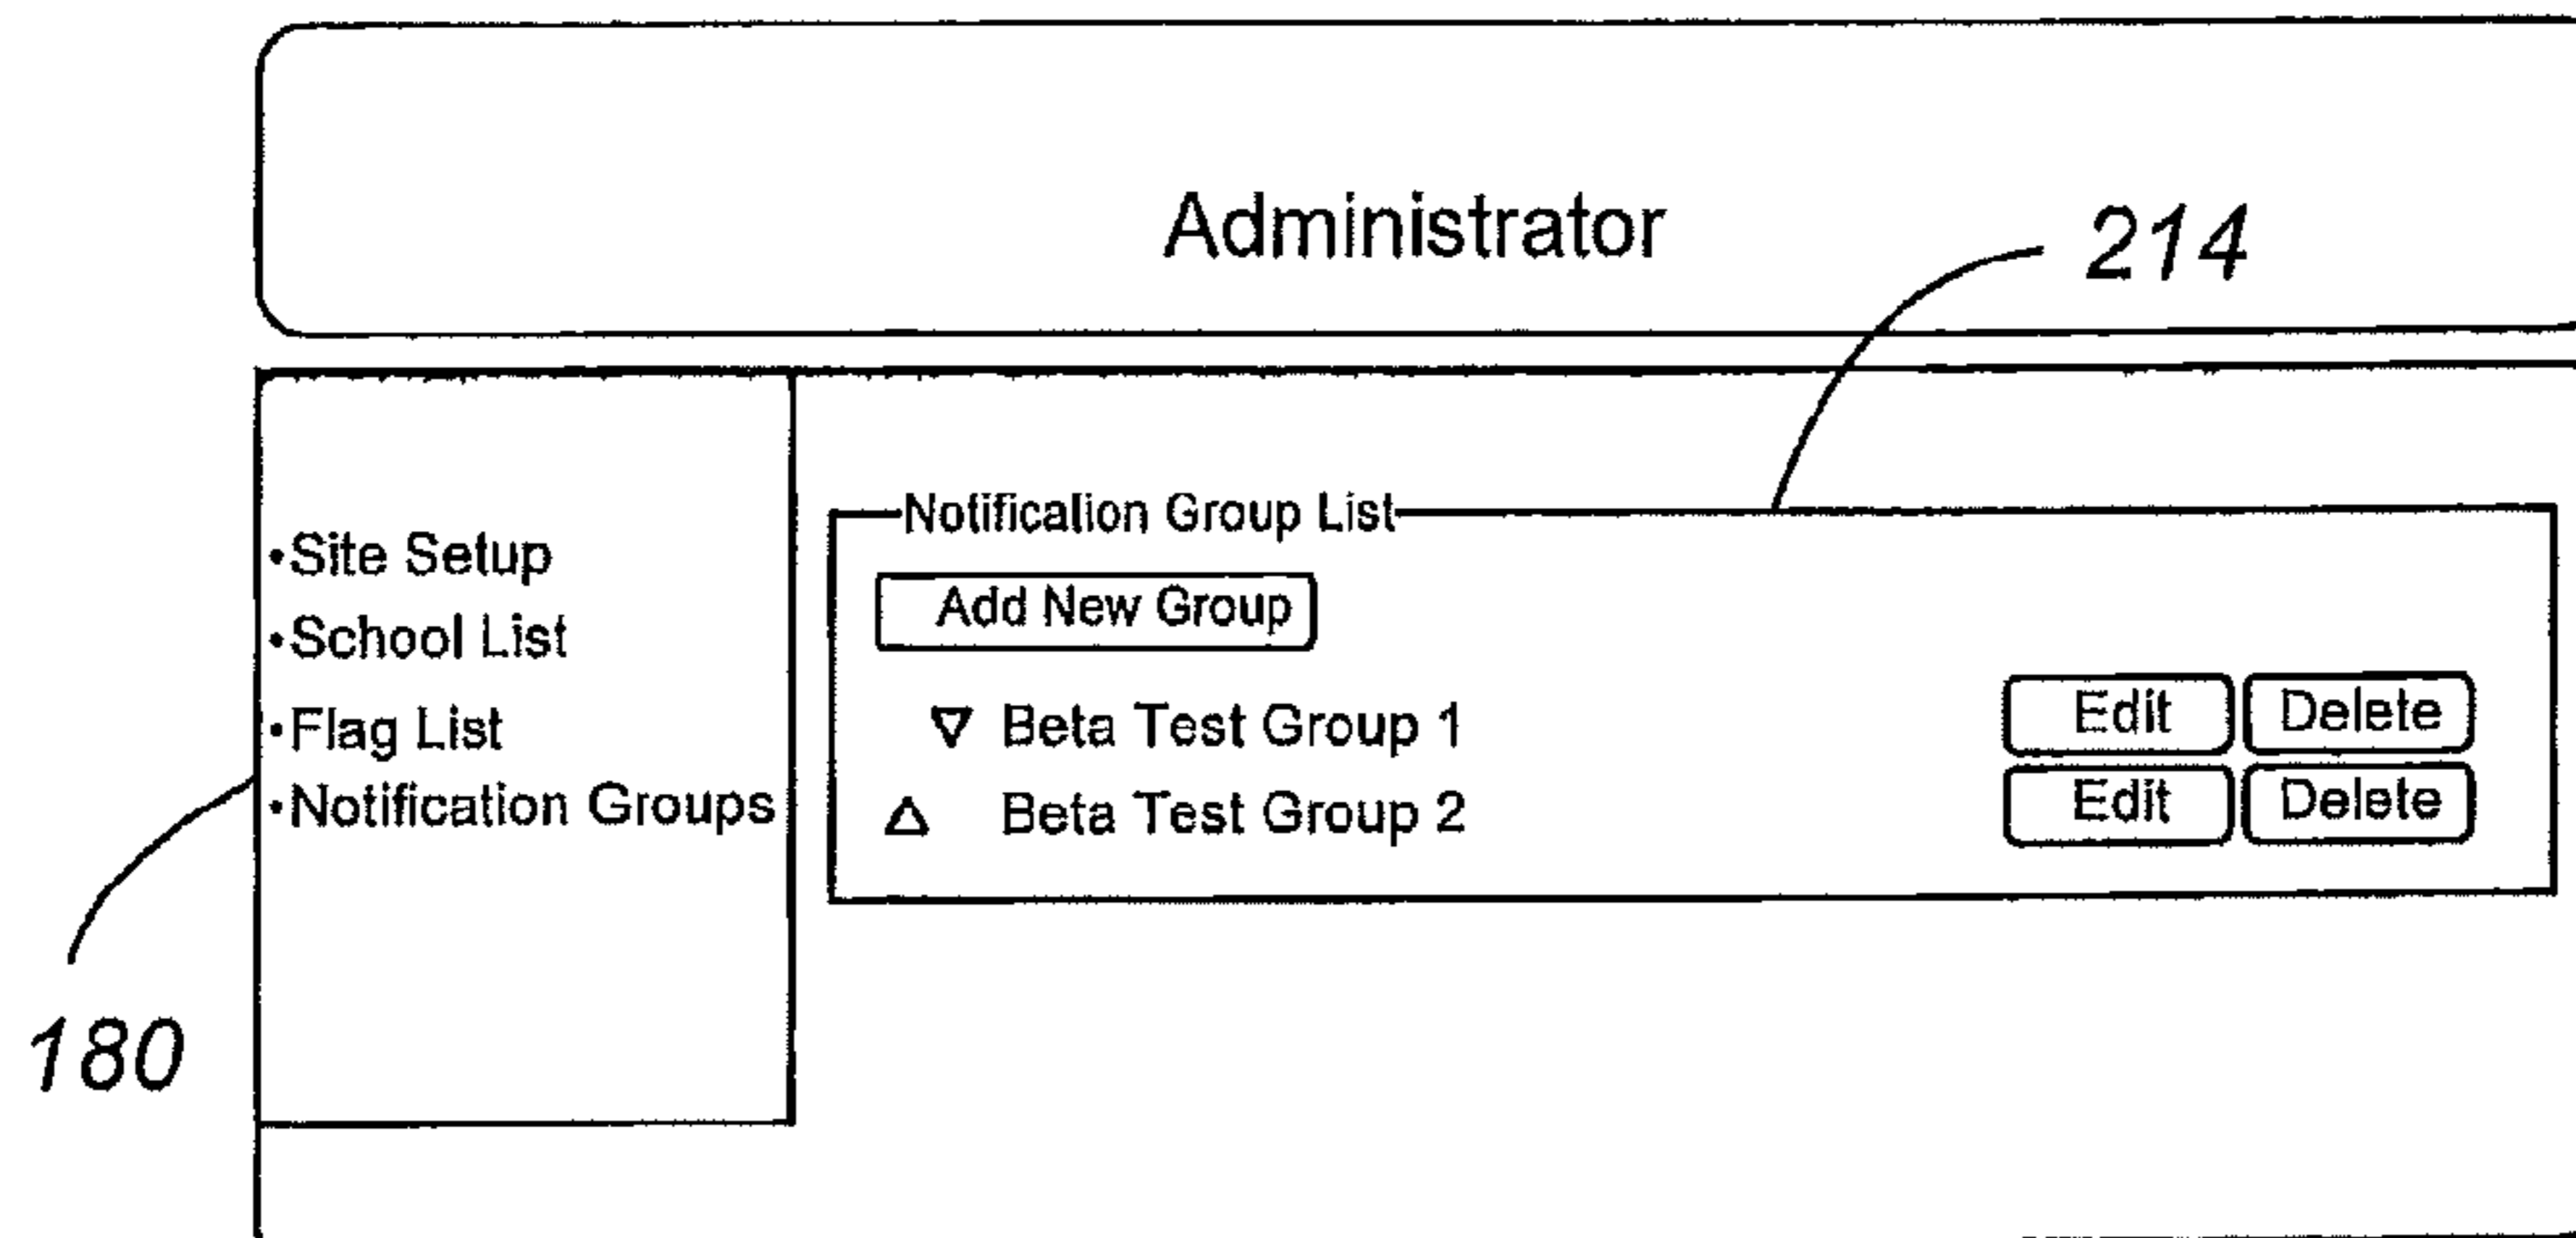 Administrator
214
•Site Setup
•School List
•Flag List
•Notification Groups
180
Notification Group List
Add New Group
▽ Beta Test Group 1 Edit Delete
△ Beta Test Group 2 Edit Delete